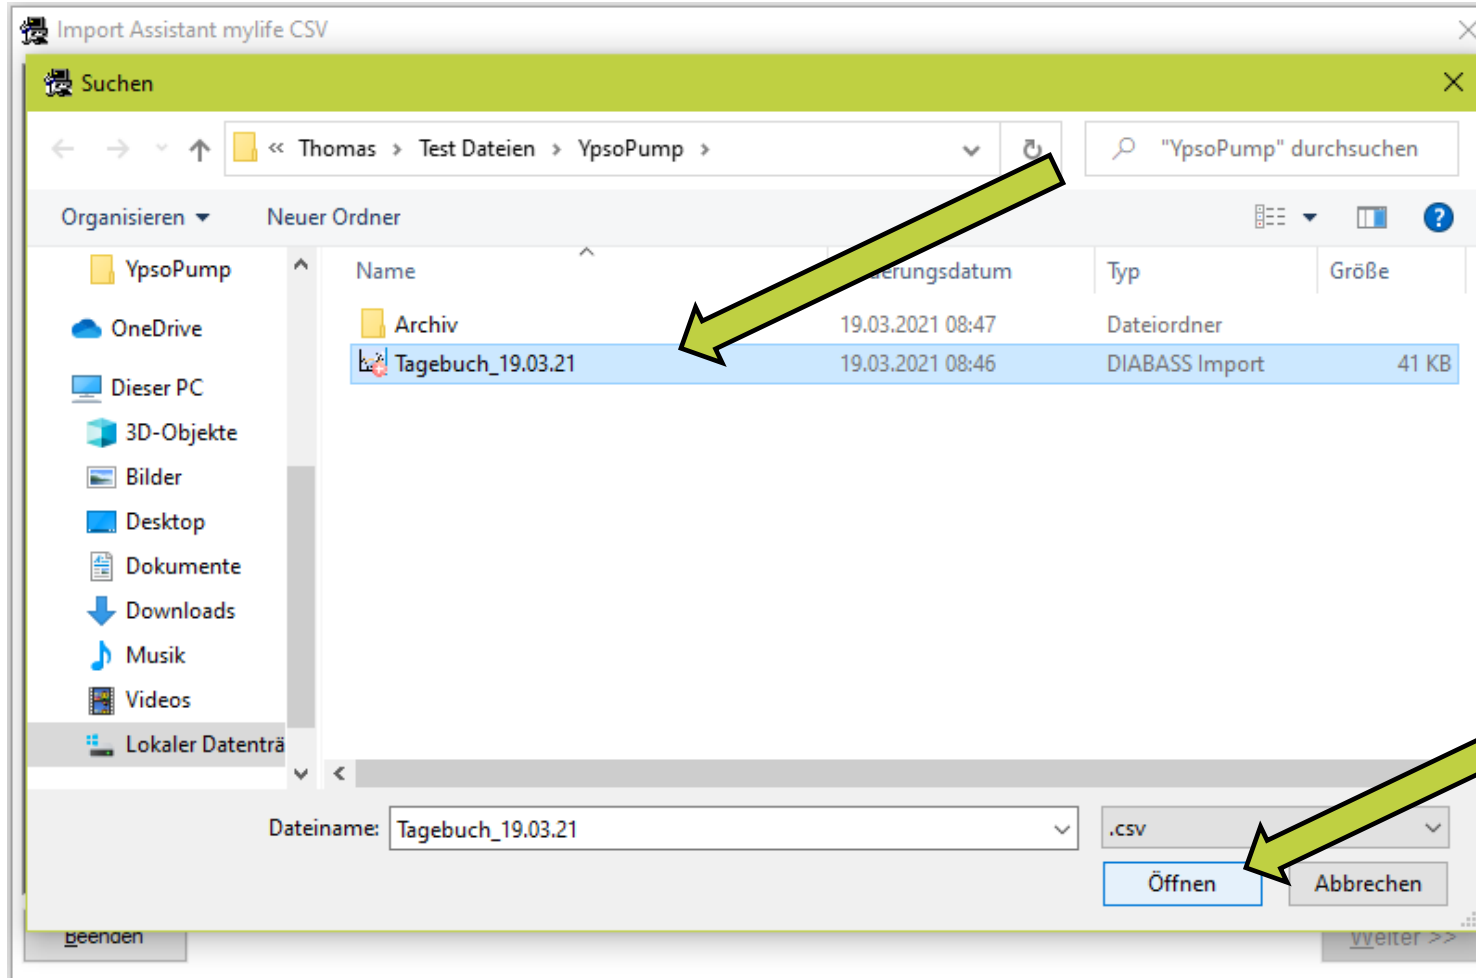 Import Assistant mylife CSV
Suchen
« Thomas > Test Dateien > YpsoPump >
"YpsoPump" durchsuchen
Organisieren
Neuer Ordner
YpsoPump
OneDrive
Dieser PC
3D-Objekte
Bilder
Desktop
Dokumente
Downloads
Musik
Videos
Lokaler Datenträ
Name Typ Größe
Archiv 19.03.2021 08:47 Dateiordner
Tagebuch_19.03.21 19.03.2021 08:46 DIABASS Import 41 KB
Dateiname: Tagebuch_19.03.21 .csv
Öffnen
Abbrechen
Beenden
Weiter >>